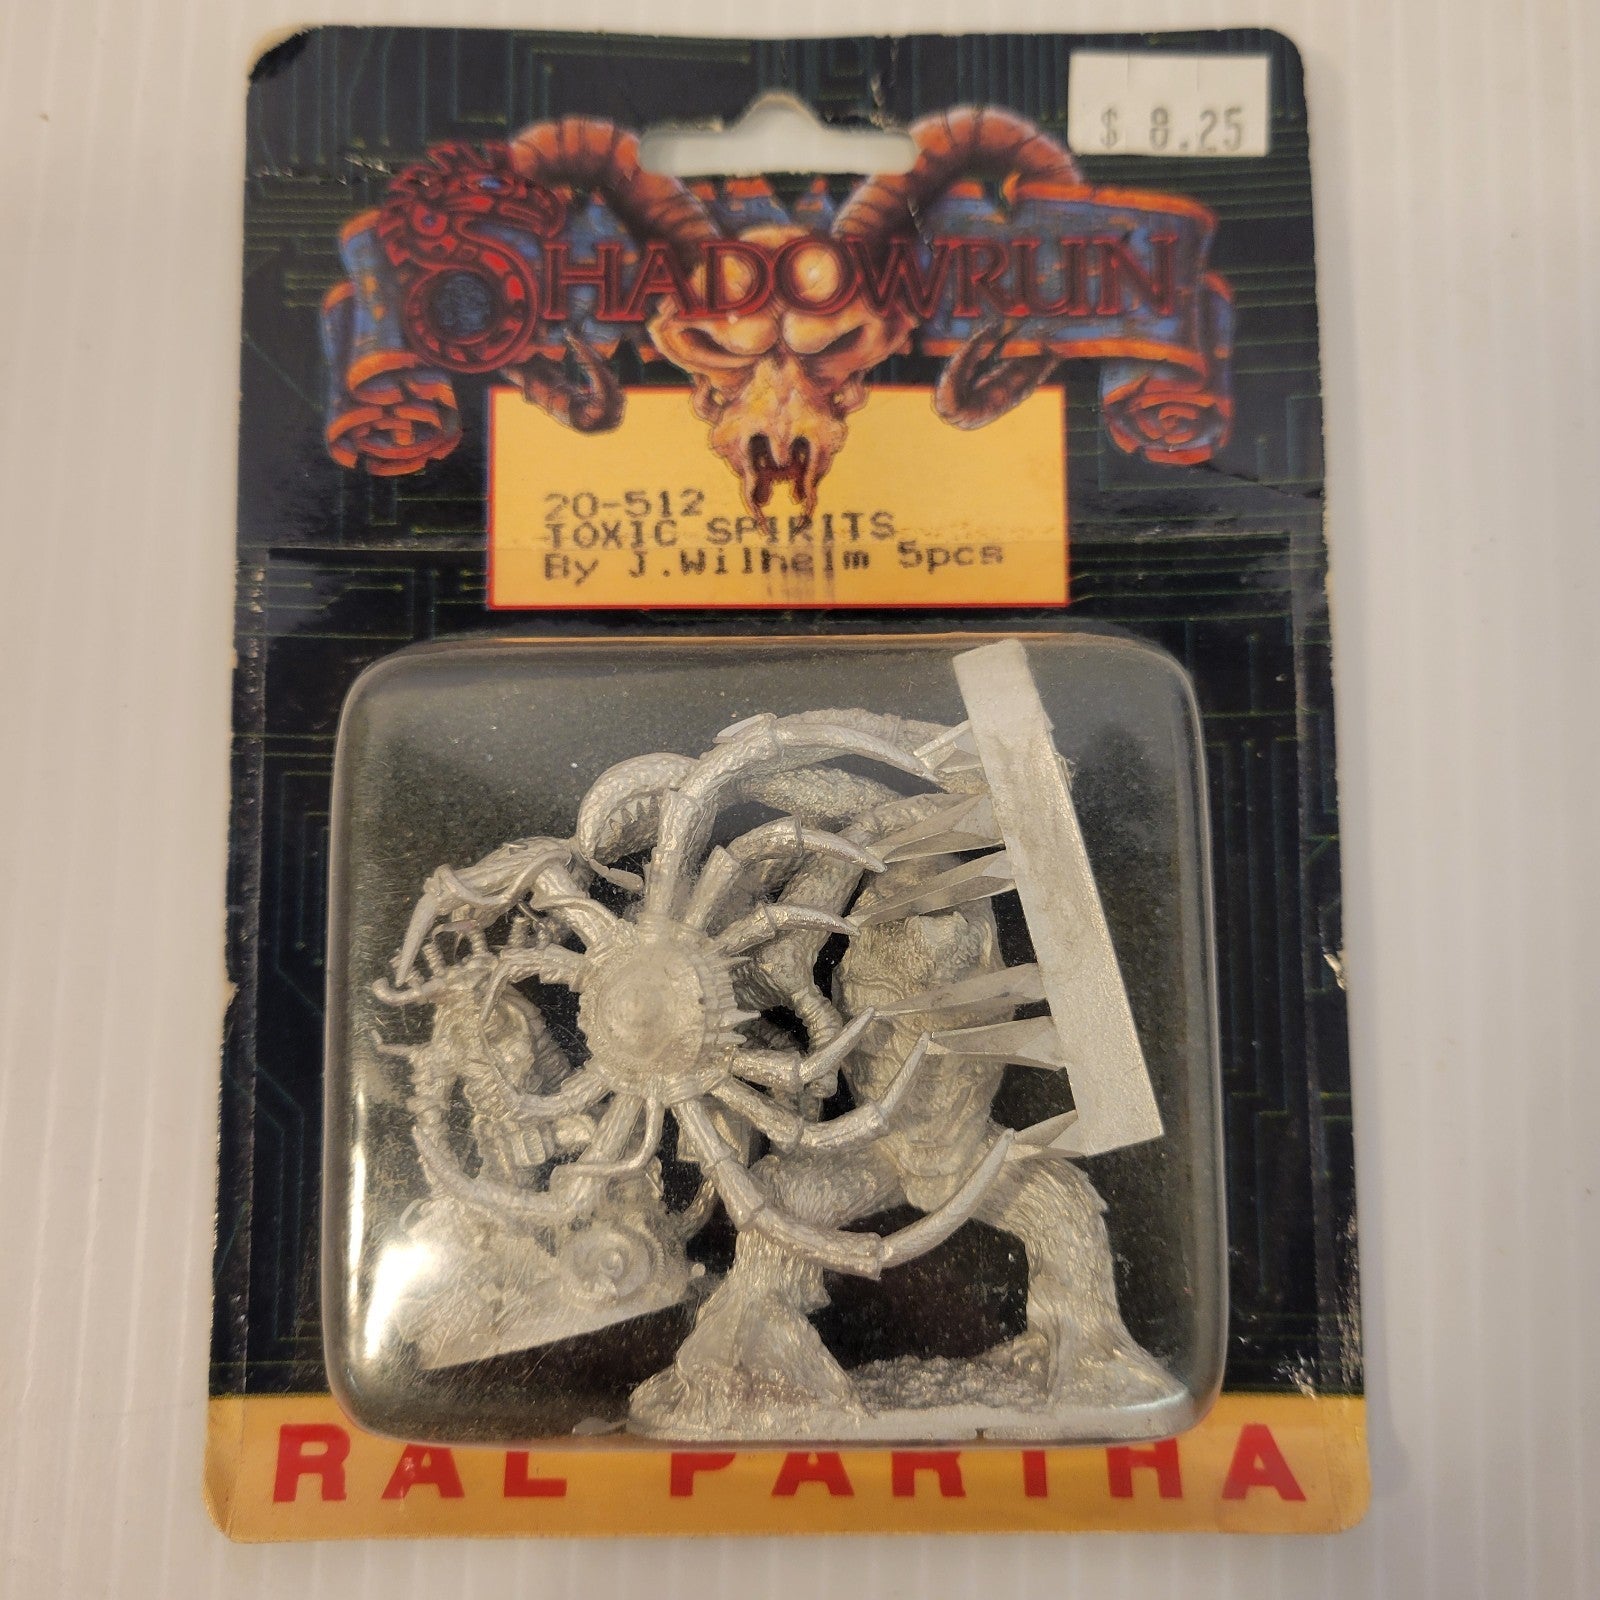 $ 8.25
SHADOWRUN
20-512
TOXIC SPIRITS
By J.Wilhelm 5pcs
RAL PARTHA